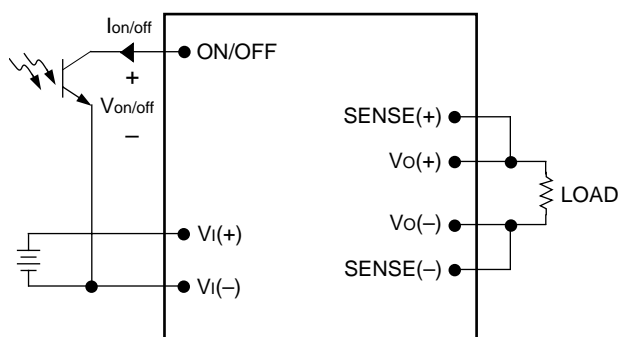 Ion/off
ON/OFF
+
Von/off
–
SENSE(+)
VO(+)
LOAD
VO(–)
VI(+)
SENSE(–)
VI(–)